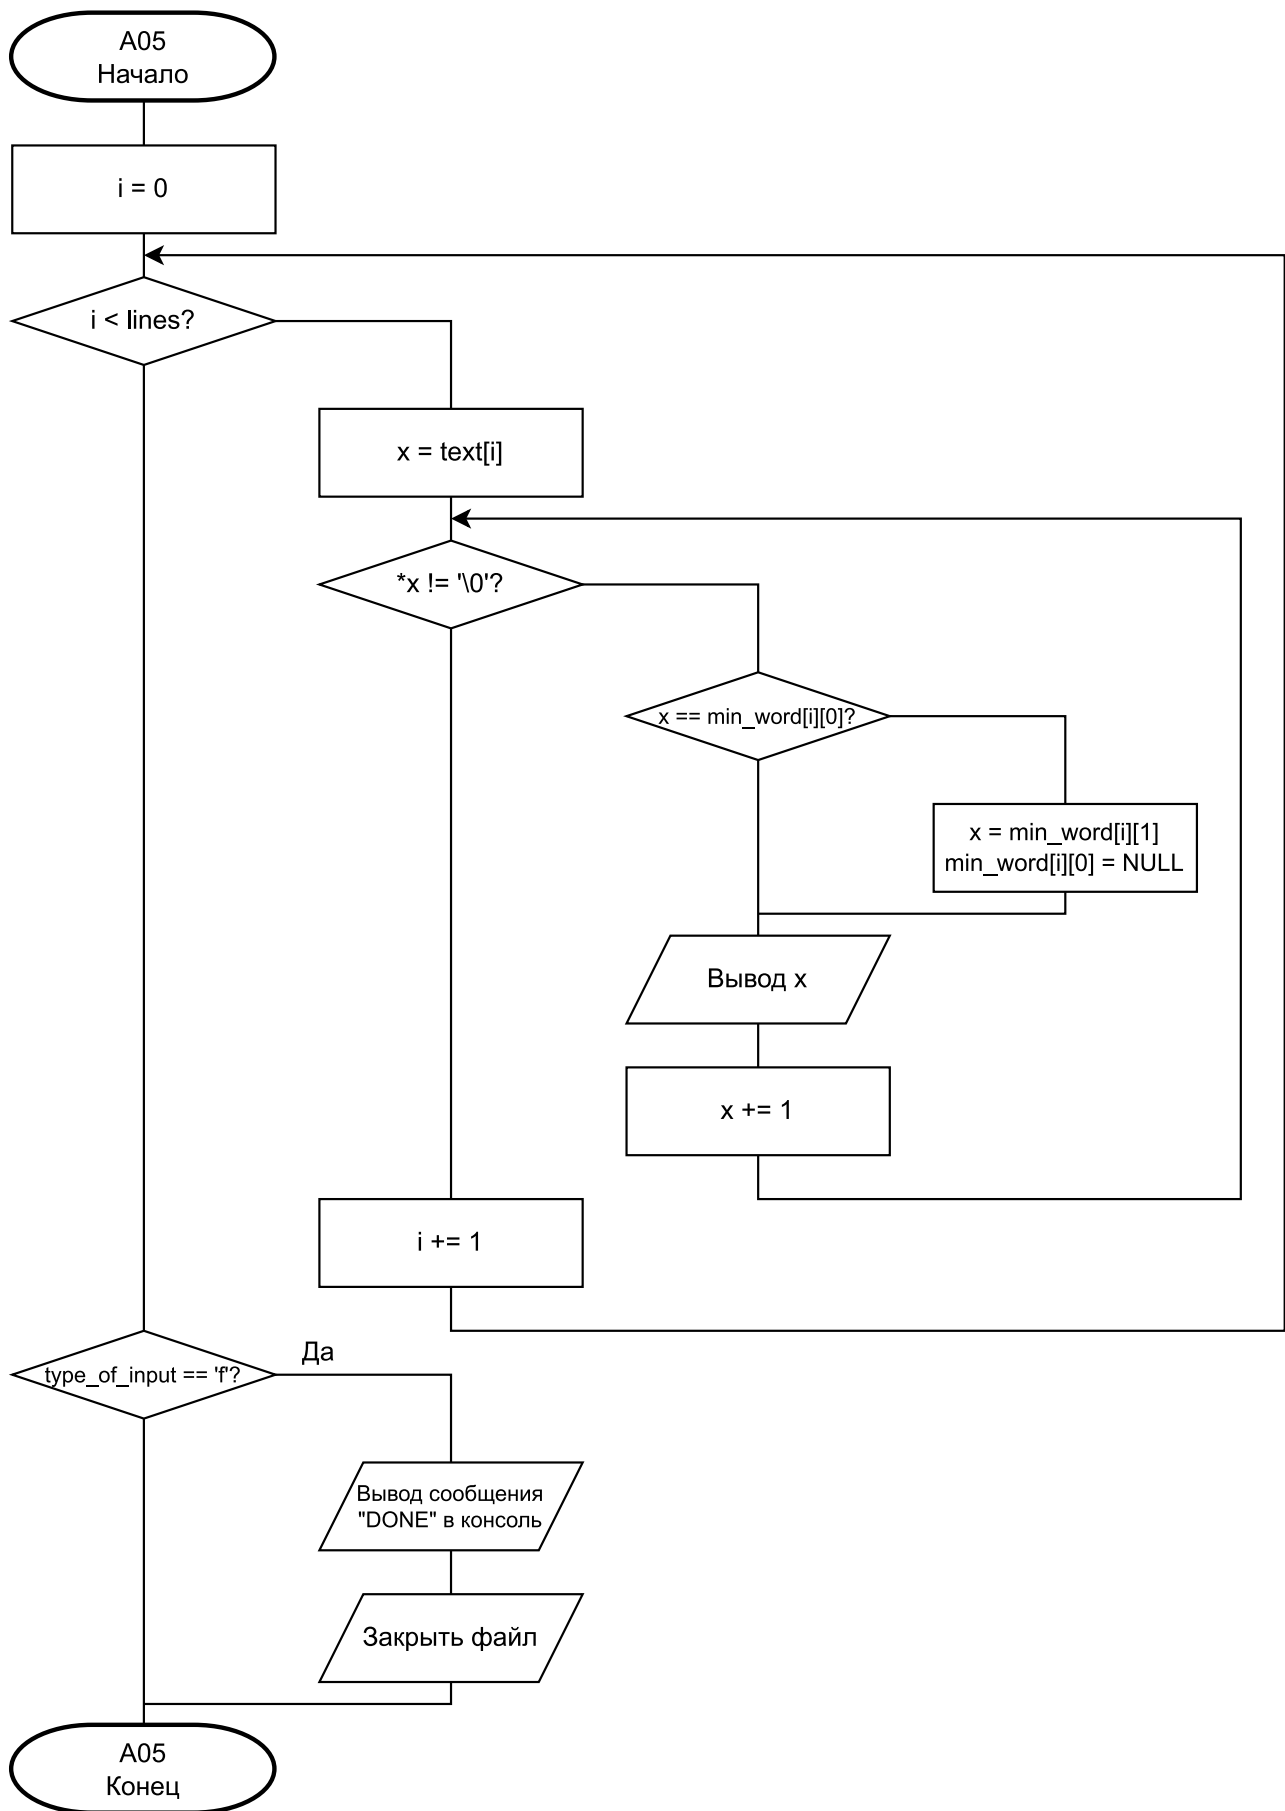 A05
Начало
i = 0
i < lines?
x = text[i]
*x != '\0'?
x == min_word[i][0]?
x = min_word[i][1]
min_word[i][0] = NULL
Вывод x
x += 1
i += 1
Да
type_of_input == 'f'?
Вывод сообщения
"DONE" в консоль
Закрыть файл
A05
Конец